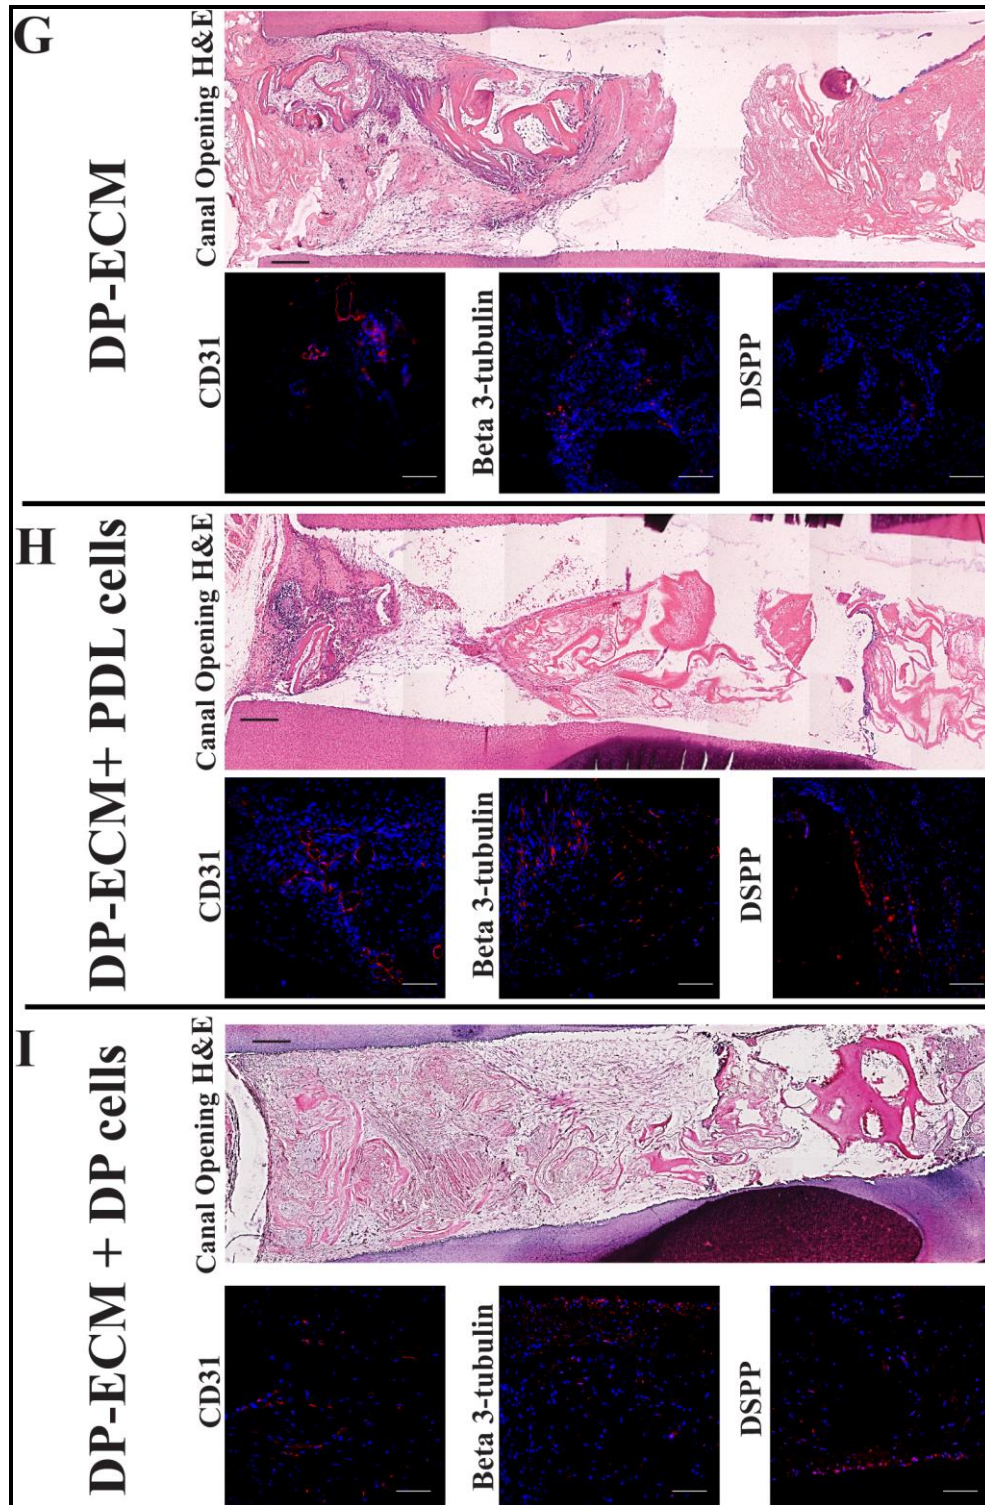 G
DP-ECM
Canal Opening H&E
CD31
Beta 3-tubulin
DSPP
H
DP-ECM+ PDL cells
Canal Opening H&E
CD31
Beta 3-tubulin
DSPP
I
DP-ECM + DP cells
Canal Opening H&E
CD31
Beta 3-tubulin
DSPP